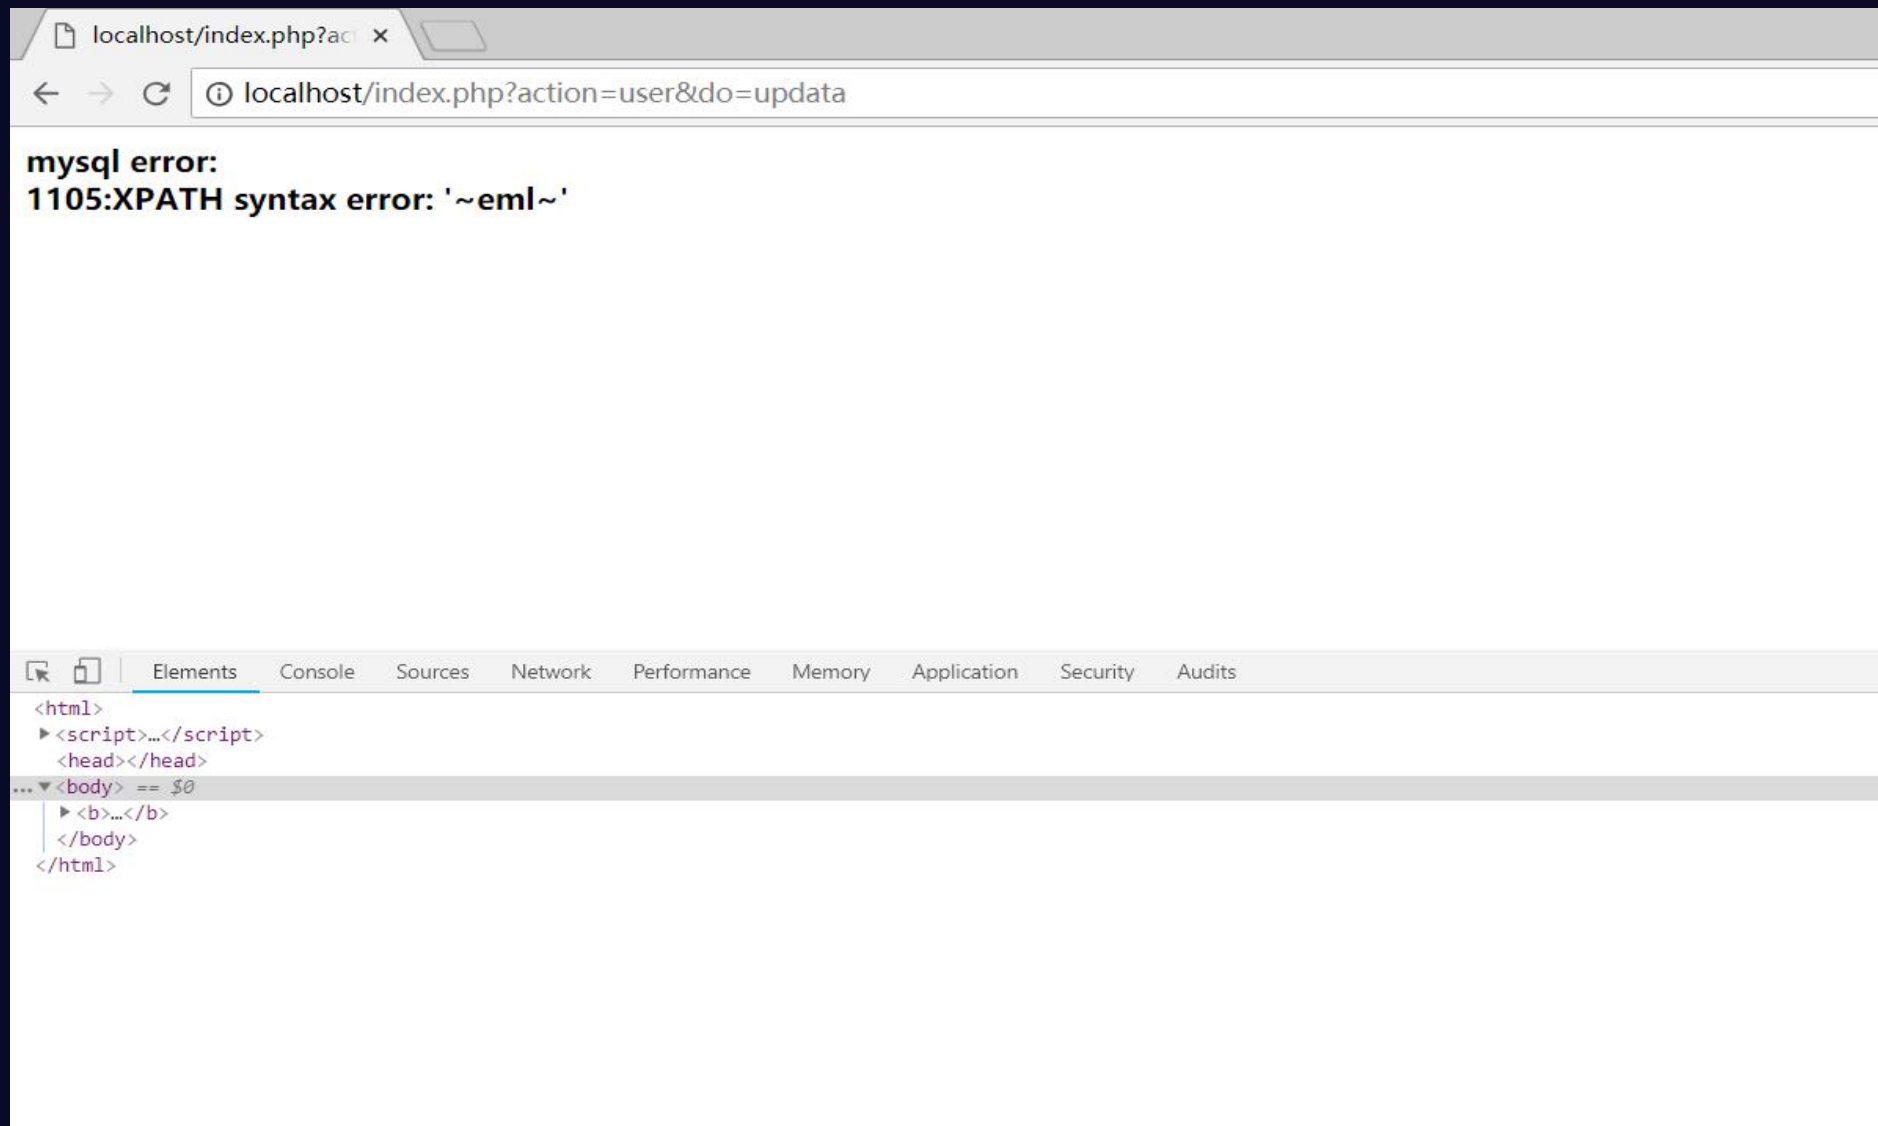 localhost/index.php?ac
localhost/index.php?action=user&do=updata
mysql error:
1105:XPATH syntax error: '~eml~'
Elements Console Sources Network Performance Memory Application Security Audits
<html>
<script>…</script>
<head></head>
... <body> == $0
<b>…</b>
</body>
</html>